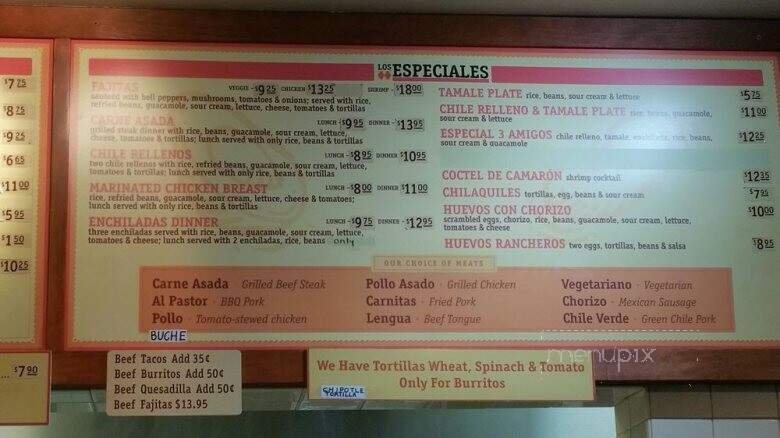 $7 75
$8 75
$9 25
$6 65
$11 00
$5 95
$1 50
$10 25
... $7 90
LOS ESPECIALES
FAJITAS VEGGIE - $9 25 CHICKEN $13 25 SHRIMP - $18 00
sauteed with bell peppers, mushrooms, tomatoes & onions; served with rice,
refried beans, guacamole, sour cream, lettuce, cheese, tomatoes & tortillas
CARNE ASADA LUNCH - $9 95 DINNER - $13 95
grilled steak dinner with rice, beans, guacamole, sour cream, lettuce,
cheese, tomatoes & tortillas; lunch served with only rice, beans & tortillas
CHILE RELLENOS LUNCH - $8 95 DINNER $10 95
two chile rellenos with rice, refried beans, guacamole, sour cream, lettuce,
tomatoes & tortillas; lunch served with only rice, beans & tortillas
MARINATED CHICKEN BREAST LUNCH - $8 00 DINNER $11 00
rice, refried beans, guacamole, sour cream, lettuce, cheese & tomatoes;
lunch served with only rice, beans & tortillas
ENCHILADAS DINNER LUNCH - $9 75 DINNER - $12 95
three enchiladas served with rice, beans, guacamole, sour cream, lettuce,
tomatoes & cheese; lunch served with 2 enchiladas, rice, beans only
TAMALE PLATE rice, beans, sour cream & lettuce $5 75
CHILE RELLENO & TAMALE PLATE rice, beans, guacamole, $11 00
sour cream & lettuce
ESPECIAL 3 AMIGOS chile relleno, tamale, enchilada, rice, beans, $12 25
sour cream & guacamole
COCTEL DE CAMARÓN shrimp cocktail $12 35
CHILAQUILES tortillas, egg, beans & sour cream $7 95
HUEVOS CON CHORIZO $10 00
scrambled eggs, chorizo, rice, beans, guacamole, sour cream, lettuce,
tomatoes & cheese
HUEVOS RANCHEROS two eggs, tortillas, beans & salsa $8 95
OUR CHOICE OF MEATS
Carne Asada · Grilled Beef Steak
Al Pastor · BBQ Pork
Pollo · Tomato-stewed chicken
BUCHE
Pollo Asado · Grilled Chicken
Carnitas · Fried Pork
Lengua · Beef Tongue
Vegetariano · Vegetarian
Chorizo · Mexican Sausage
Chile Verde · Green Chile Pork
menupix
Beef Tacos Add 35¢
Beef Burritos Add 50¢
Beef Quesadilla Add 50¢
Beef Fajitas $13.95
We Have Tortillas Wheat, Spinach & Tomato
Only For Burritos
CHIPOTLE
TORTILLA